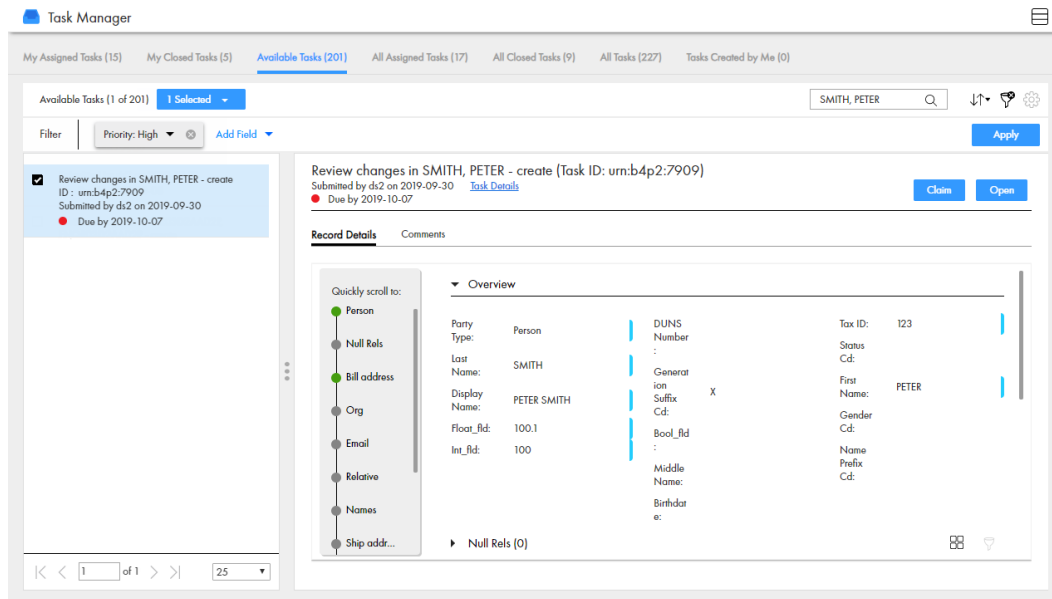 Task Manager
My Assigned Tasks (15) My Closed Tasks (5) Available Tasks (201) All Assigned Tasks (17) All Closed Tasks (9) All Tasks (227) Tasks Created by Me (0)
Available Tasks (1 of 201) 1 Selected SMITH, PETER
Filter Priority: High Add Field Apply
Review changes in SMITH, PETER - create
ID : urn:b4p2:7909
Submitted by ds2 on 2019-09-30
Due by 2019-10-07
1 of 1 25
Review changes in SMITH, PETER - create (Task ID: urn:b4p2:7909)
Submitted by ds2 on 2019-09-30 Task Details
Due by 2019-10-07
Claim Open
Record Details Comments
Quickly scroll to:
Person
Null Rels
Bill address
Org
Email
Relative
Names
Ship addr...
Overview
Party
Type: Person
Last
Name: SMITH
Display
Name: PETER SMITH
Float_fld: 100.1
Int_fld: 100
DUNS
Number
:
Generat
ion
Suffix X
Cd:
Bool_fld
:
Middle
Name:
Birthdat
e:
Tax ID: 123
Status
Cd:
First
Name: PETER
Gender
Cd:
Name
Prefix
Cd:
Null Rels (0)